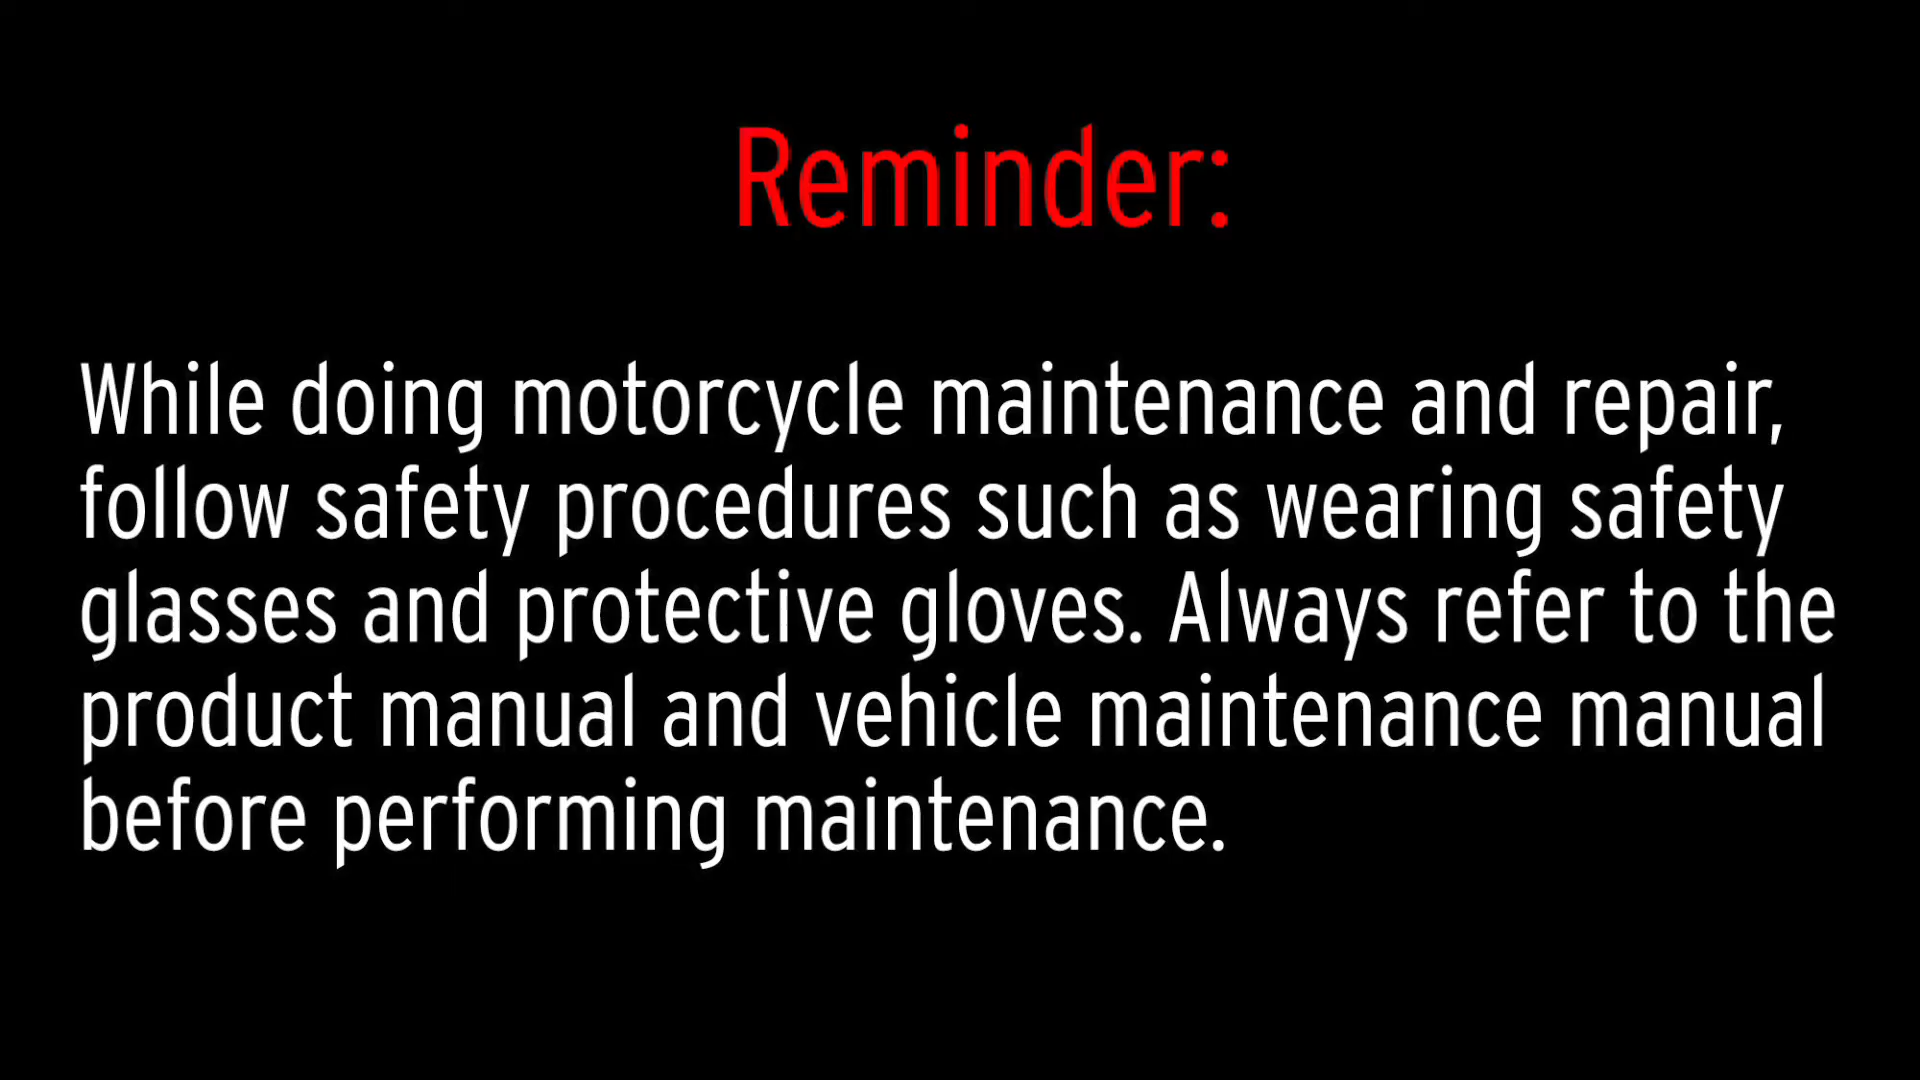 Reminder:
While doing motorcycle maintenance and repair,
follow safety procedures such as wearing safety
glasses and protective gloves. Always refer to the
product manual and vehicle maintenance manual
before performing maintenance.